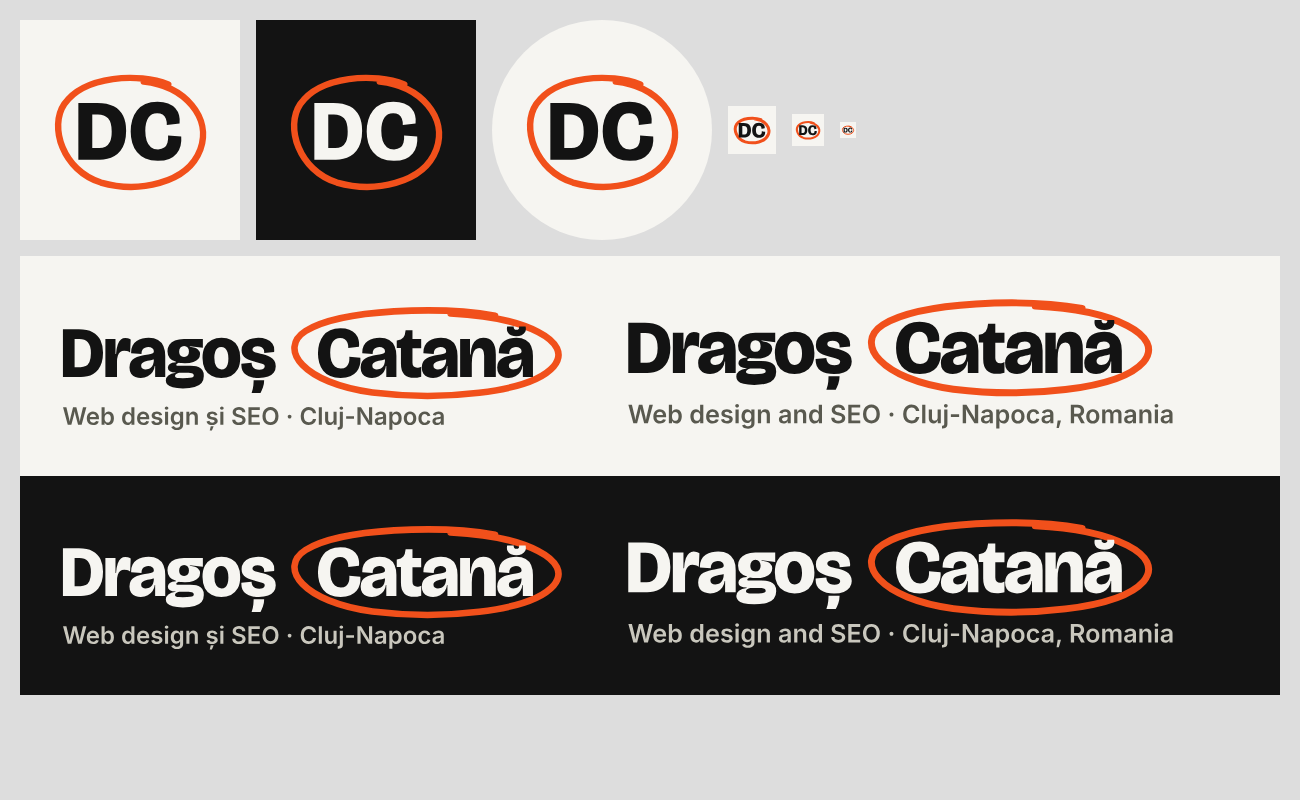 DC
DC
DC
DC
DC
DC
Dragoș Catană
Web design și SEO · Cluj-Napoca
Dragoș Catană
Web design and SEO · Cluj-Napoca, Romania
Dragoș Catană
Web design și SEO · Cluj-Napoca
Dragoș Catană
Web design and SEO · Cluj-Napoca, Romania